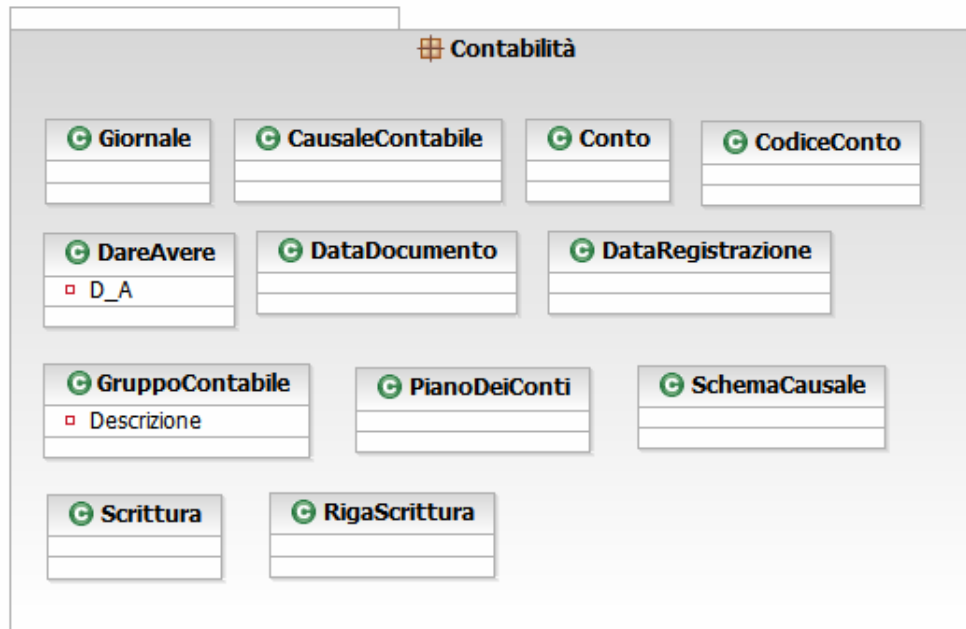 Contabilità
Giornale
CausaleContabile
Conto
CodiceConto
DareAvere
D_A
DataDocumento
DataRegistrazione
GruppoContabile
Descrizione
PianoDeiConti
SchemaCausale
Scrittura
RigaScrittura